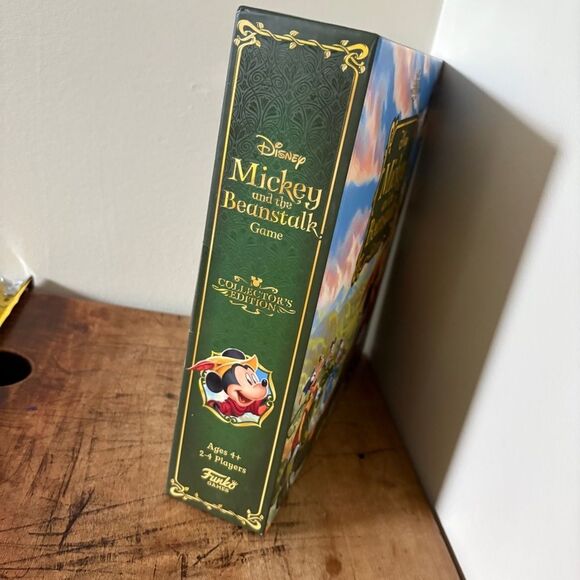 Disney
Mickey
and the
Beanstalk
Game
COLLECTOR'S
EDITION
Ages 4+
2-4 Players
Funko
GAMES